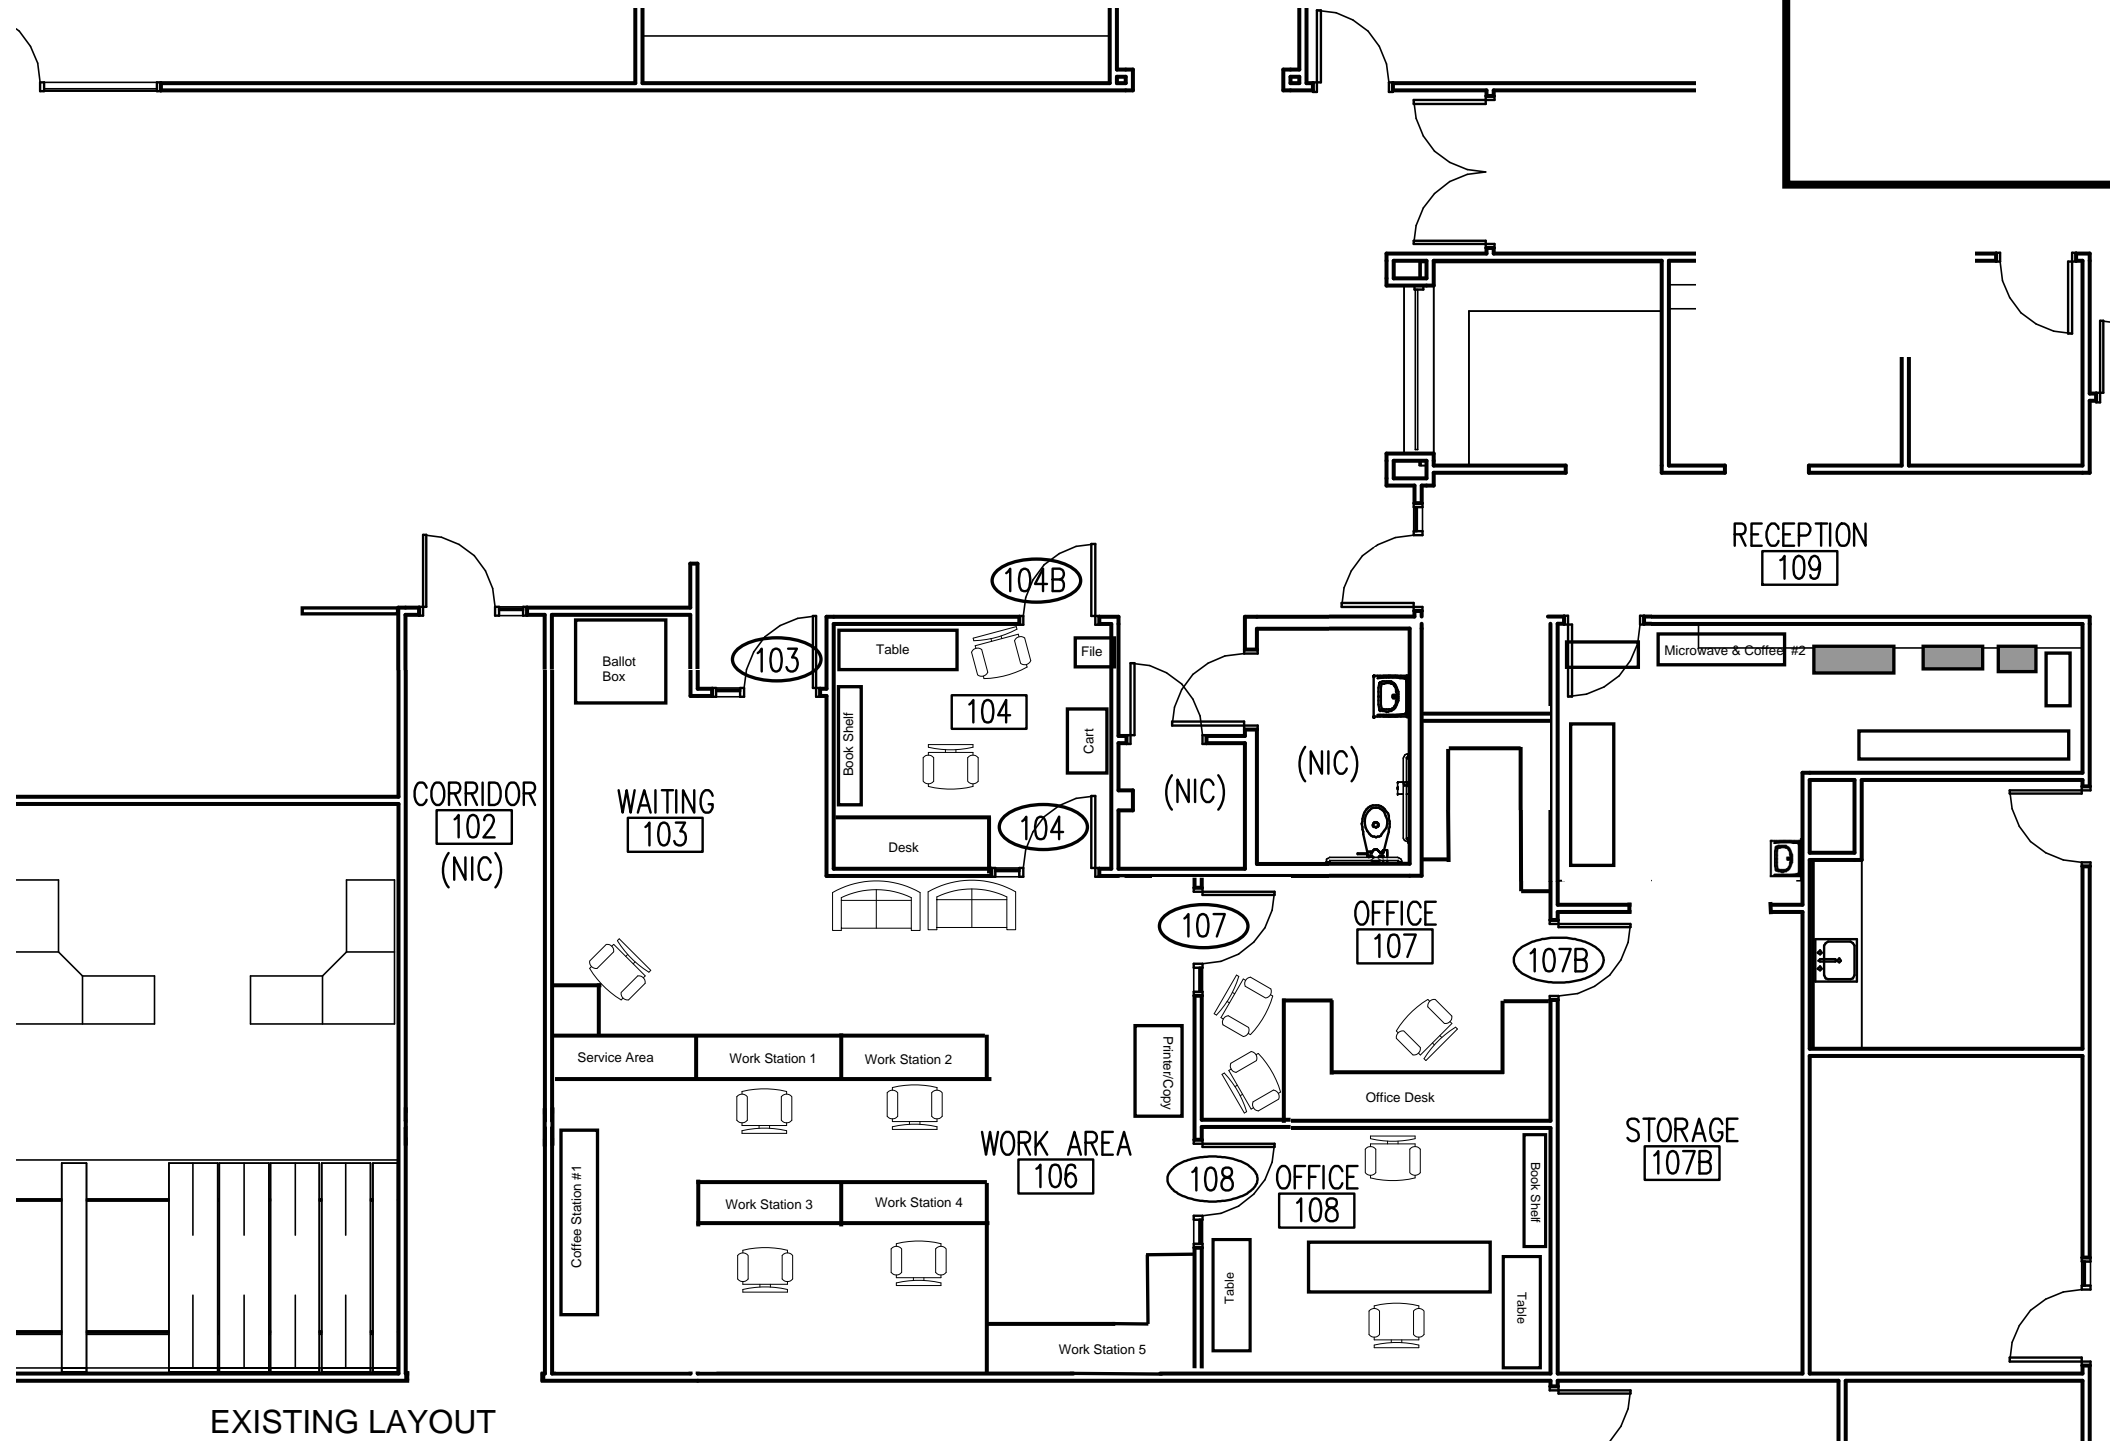 RECEPTION
109
104B
103
Ballot
Box
Table
File
Microwave & Coffee #2
104
Book Shelf
Cart
(NIC)
(NIC)
CORRIDOR
102
(NIC)
WAITING
103
104
Desk
107
OFFICE
107
107B
Service Area
Work Station 1
Work Station 2
Printer/Copy
Office Desk
WORK AREA
106
108
OFFICE
108
Book Shelf
STORAGE
107B
Coffee Station #1
Work Station 3
Work Station 4
Table
Table
Work Station 5
EXISTING LAYOUT